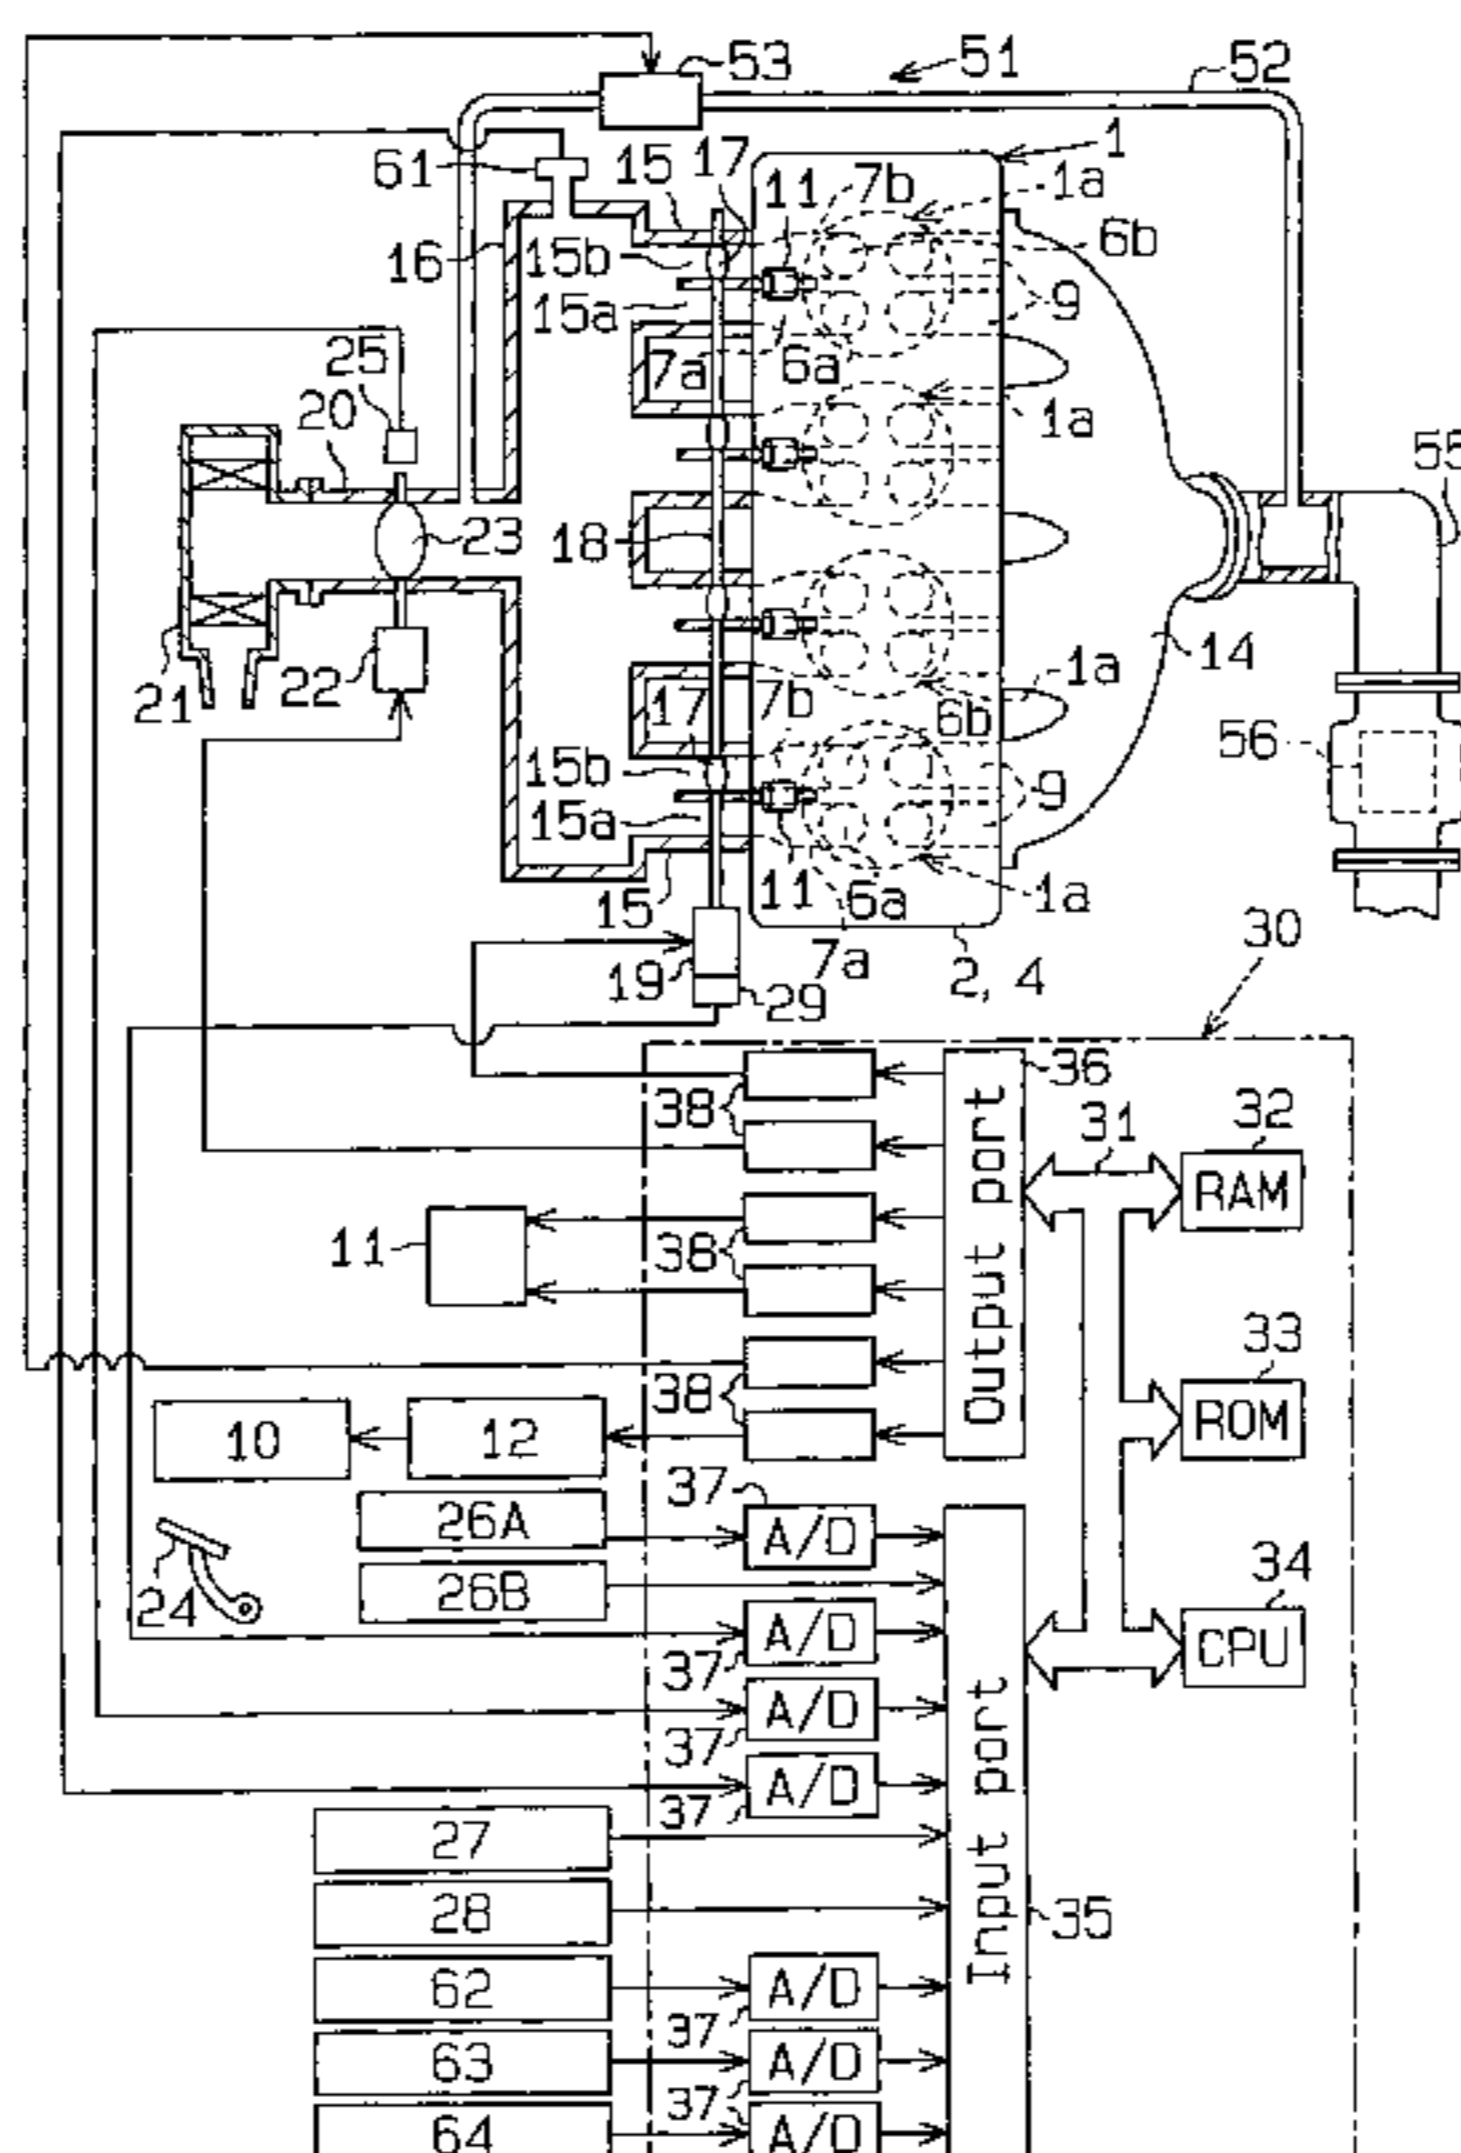 53
51
52
61
15
17
11
7b
1
1a
16
15b
6b
15a
9
25
7a
6a
20
1a
55
23
18
21
22
17
7b
6b
1a
14
15b
9
56
15a
15
11
6a
1a
19
29
7a
2, 4
30
36
38
31
32
RAM
Output port
11
38
33
ROM
38
10
12
37
26A
A/D
34
24
26B
A/D
CPU
37
A/D
37
A/D
37
27
Input port
28
35
62
A/D
37
63
A/D
37
64
A/D